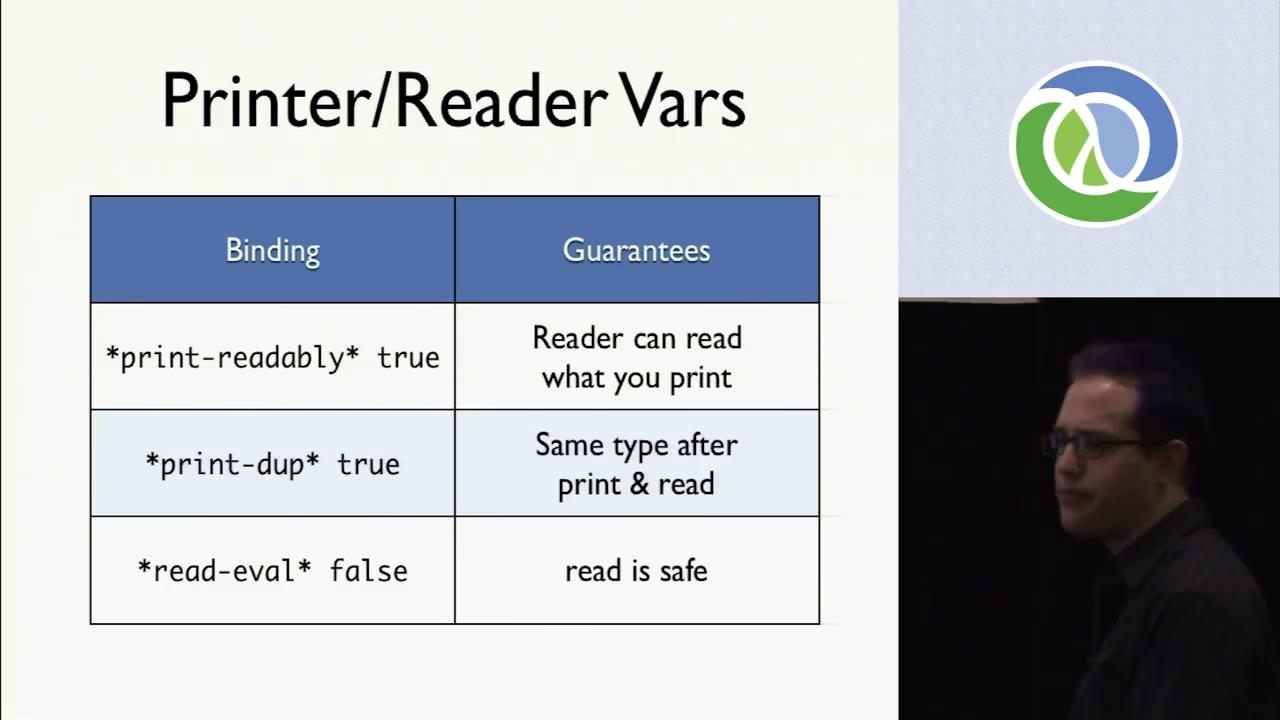 Printer/Reader Vars
Binding
Guarantees
*print-readably* true
Reader can read
what you print
*print-dup* true
Same type after
print & read
*read-eval* false
read is safe